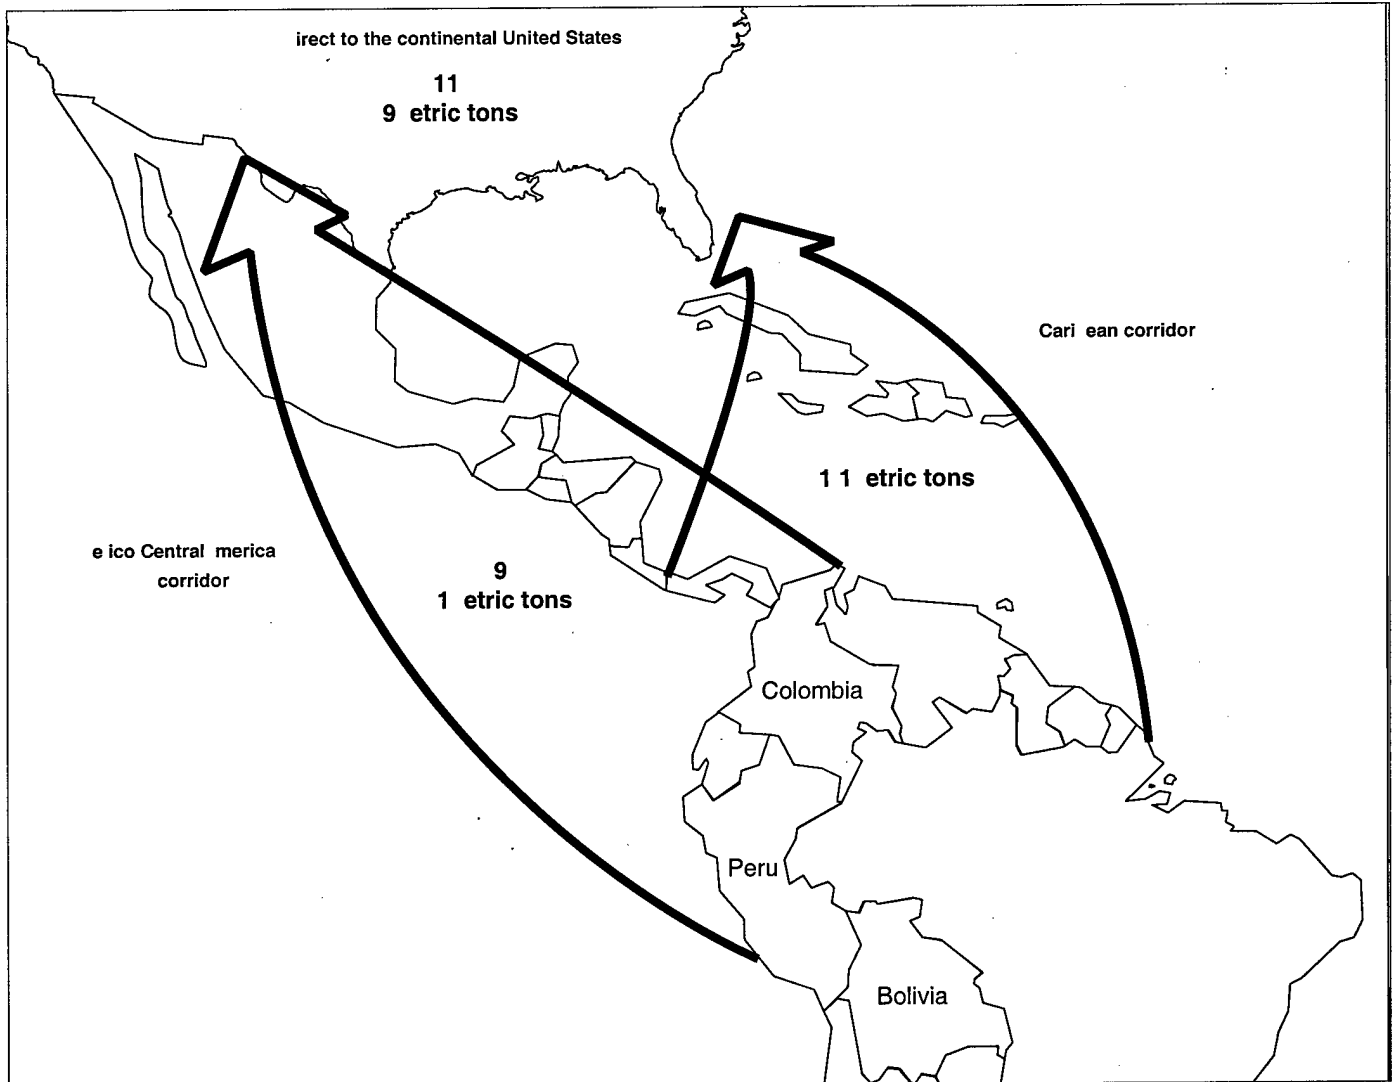 irect to the continental United States
11
9 etric tons
Cari ean corridor
1 1 etric tons
e ico Central merica
corridor
9
1 etric tons
Colombia
Peru
Bolivia